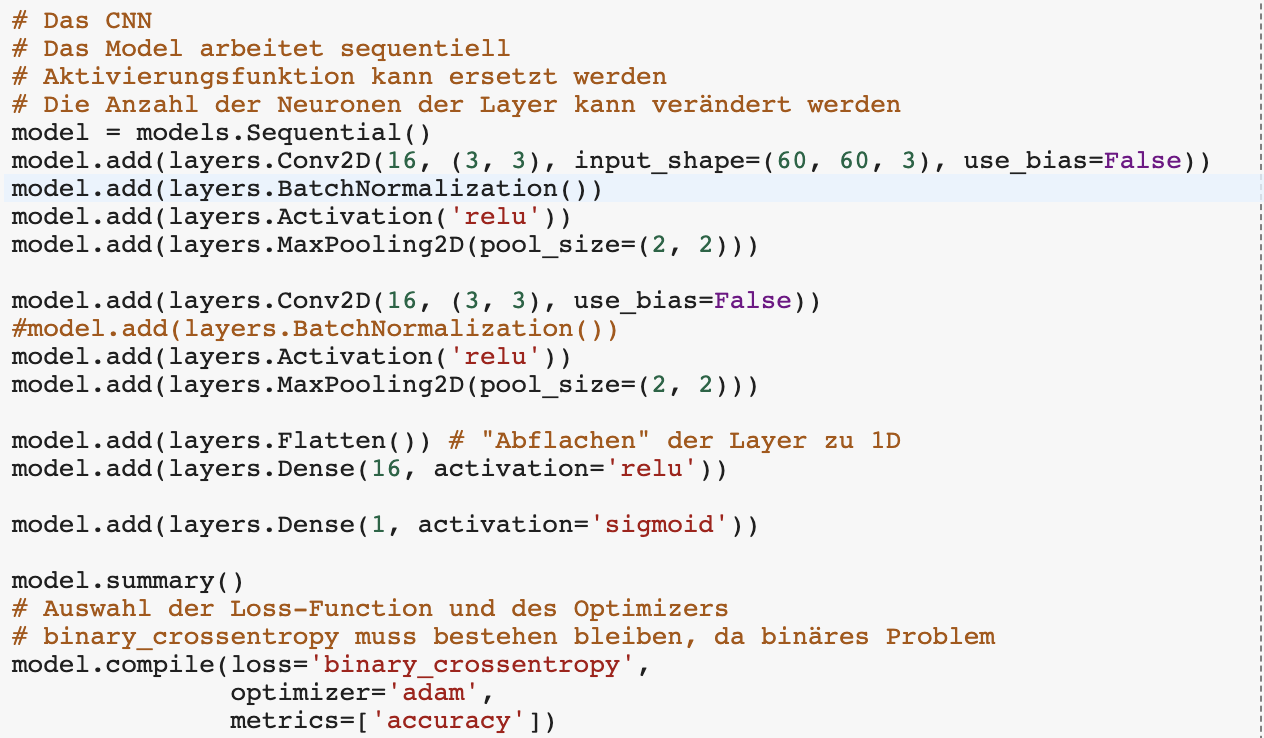 # Das CNN
# Das Model arbeitet sequentiell
# Aktivierungsfunktion kann ersetzt werden
# Die Anzahl der Neuronen der Layer kann verändert werden
model = models.Sequential()
model.add(layers.Conv2D(16, (3, 3), input_shape=(60, 60, 3), use_bias=False))
model.add(layers.BatchNormalization())
model.add(layers.Activation('relu'))
model.add(layers.MaxPooling2D(pool_size=(2, 2)))

model.add(layers.Conv2D(16, (3, 3), use_bias=False))
#model.add(layers.BatchNormalization())
model.add(layers.Activation('relu'))
model.add(layers.MaxPooling2D(pool_size=(2, 2)))

model.add(layers.Flatten()) # "Abflachen" der Layer zu 1D
model.add(layers.Dense(16, activation='relu'))

model.add(layers.Dense(1, activation='sigmoid'))

model.summary()
# Auswahl der Loss-Function und des Optimizers
# binary_crossentropy muss bestehen bleiben, da binäres Problem
model.compile(loss='binary_crossentropy',
              optimizer='adam',
              metrics=['accuracy'])